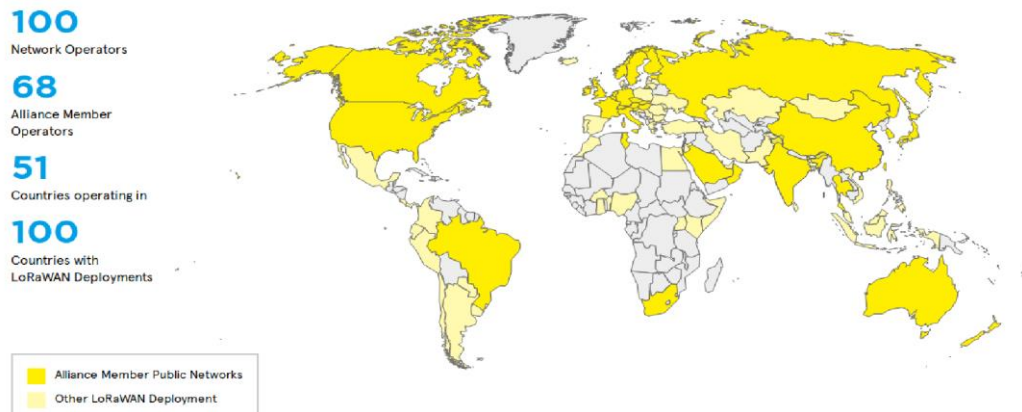 100
Network Operators
68
Alliance Member
Operators
51
Countries operating in
100
Countries with
LoRaWAN Deployments
Alliance Member Public Networks
Other LoRaWAN Deployment